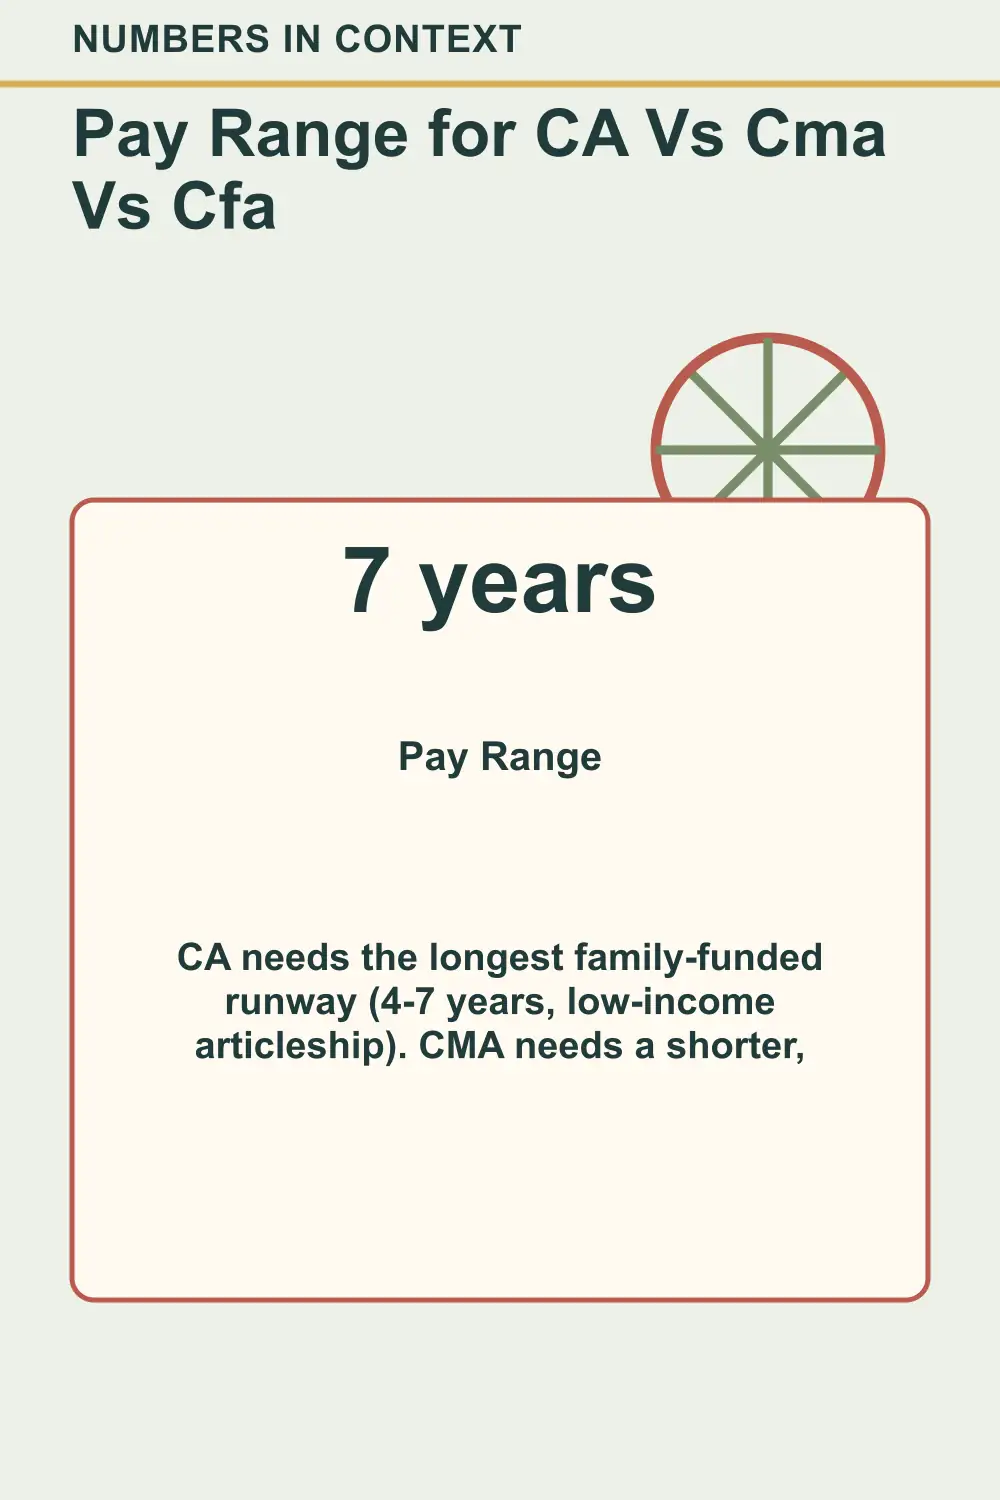 NUMBERS IN CONTEXT
Pay Range for CA Vs Cma
Vs Cfa
7 years
Pay Range
CA needs the longest family-funded
runway (4-7 years, low-income
articleship). CMA needs a shorter,